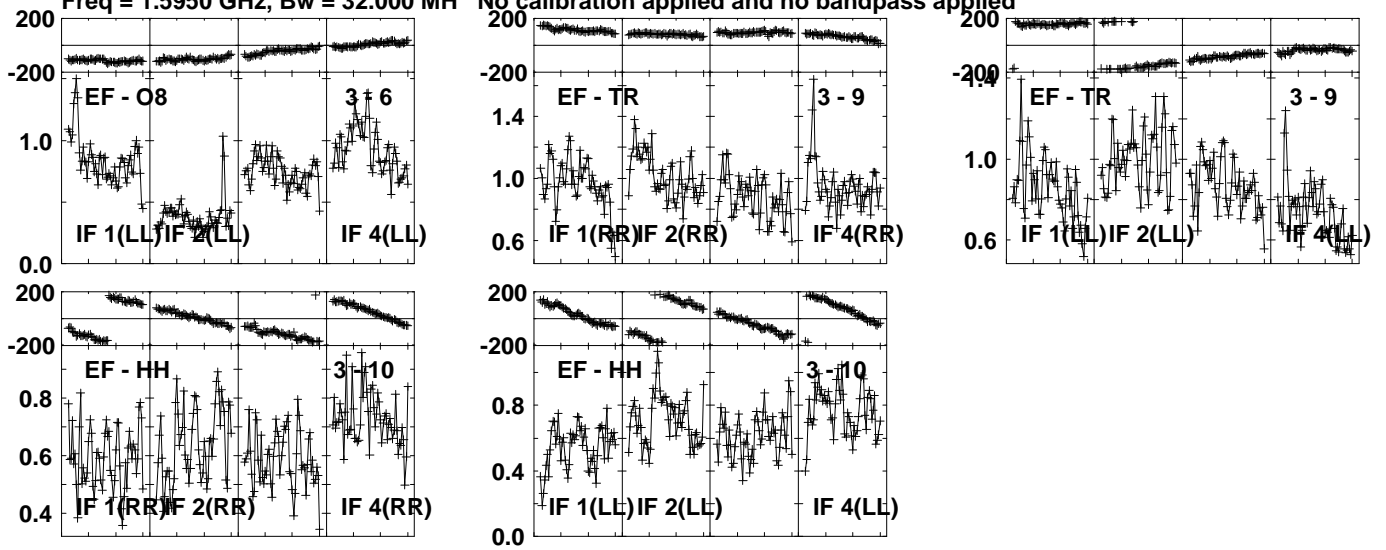 Freq = 1.5950 GHz, Bw = 32.000 MH No calibration applied and no bandpass applied
200
-200
EF - O8 3 - 6
1.0
IF 1(LL) IF 2(LL) IF 4(LL)
0.0
EF - TR 3 - 9
1.4
1.0
0.6
IF 1(RR) IF 2(RR) IF 4(RR)
200
-200
1.4
EF - TR 3 - 9
1.0
0.6
IF 1(LL) IF 2(LL) IF 4(LL)
200
-200
EF - HH 3 - 10
0.8
0.6
0.4
IF 1(RR) IF 2(RR) IF 4(RR)
200
-200
EF - HH 3 - 10
0.8
0.4
0.0
IF 1(LL) IF 2(LL) IF 4(LL)